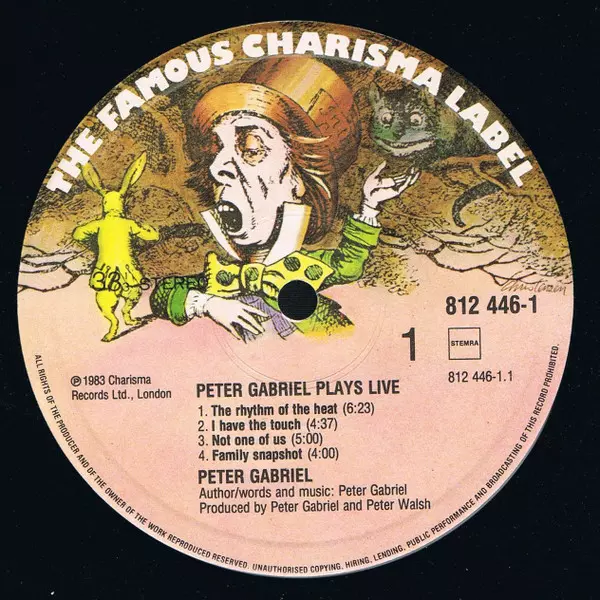 THE FAMOUS CHARISMA LABEL
33 STEREO
Christensen
812 446-1
1
STEMRA
812 446-1.1
℗ 1983 Charisma
Records Ltd., London
PETER GABRIEL PLAYS LIVE
1. The rhythm of the heat (6:23)
2. I have the touch (4:37)
3. Not one of us (5:00)
4. Family snapshot (4:00)
PETER GABRIEL
Author/words and music: Peter Gabriel
Produced by Peter Gabriel and Peter Walsh
ALL RIGHTS OF THE PRODUCER AND OF THE OWNER OF THE WORK REPRODUCED RESERVED. UNAUTHORISED COPYING, HIRING, LENDING, PUBLIC PERFORMANCE AND BROADCASTING OF THIS RECORD PROHIBITED.